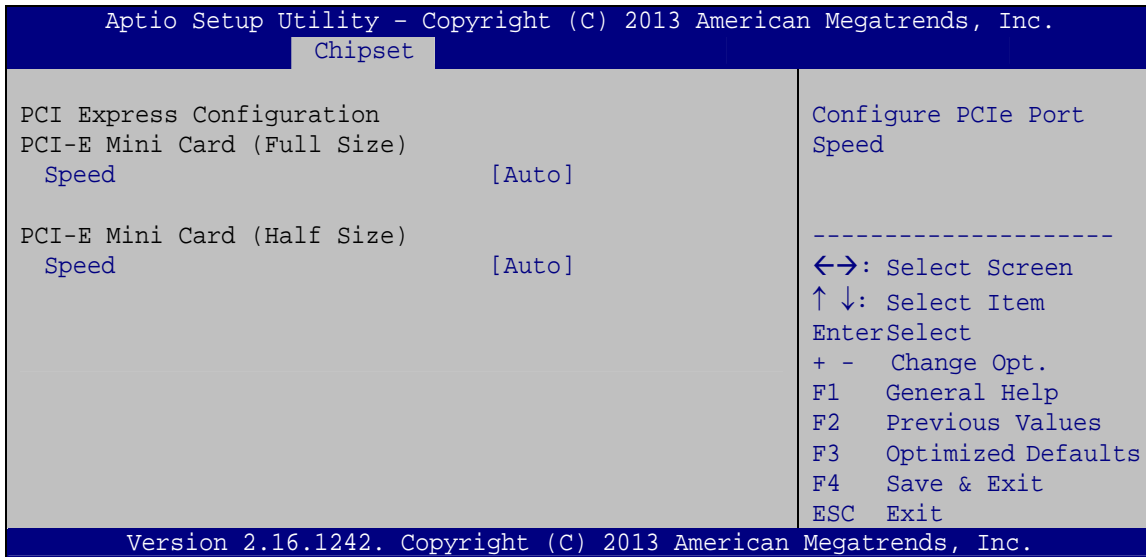 Aptio Setup Utility – Copyright (C) 2013 American Megatrends, Inc.
Chipset
PCI Express Configuration
PCI-E Mini Card (Full Size)
Speed [Auto]
PCI-E Mini Card (Half Size)
Speed [Auto]
Configure PCIe Port
Speed
---------------------
←→: Select Screen
↑ ↓: Select Item
EnterSelect
+ - Change Opt.
F1 General Help
F2 Previous Values
F3 Optimized Defaults
F4 Save & Exit
ESC Exit
Version 2.16.1242. Copyright (C) 2013 American Megatrends, Inc.